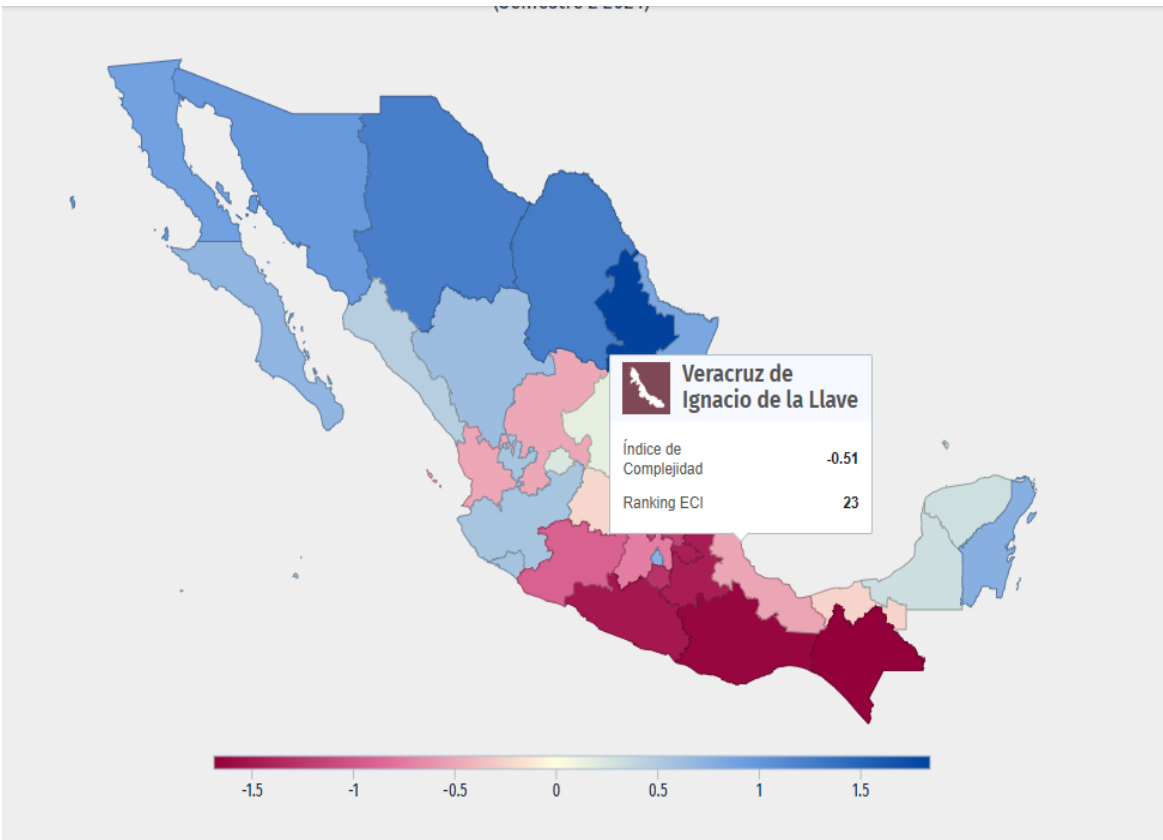 Veracruz de
Ignacio de la Llave
Índice de
Complejidad
-0.51
Ranking ECI
23
-1.5
-1
-0.5
0
0.5
1
1.5